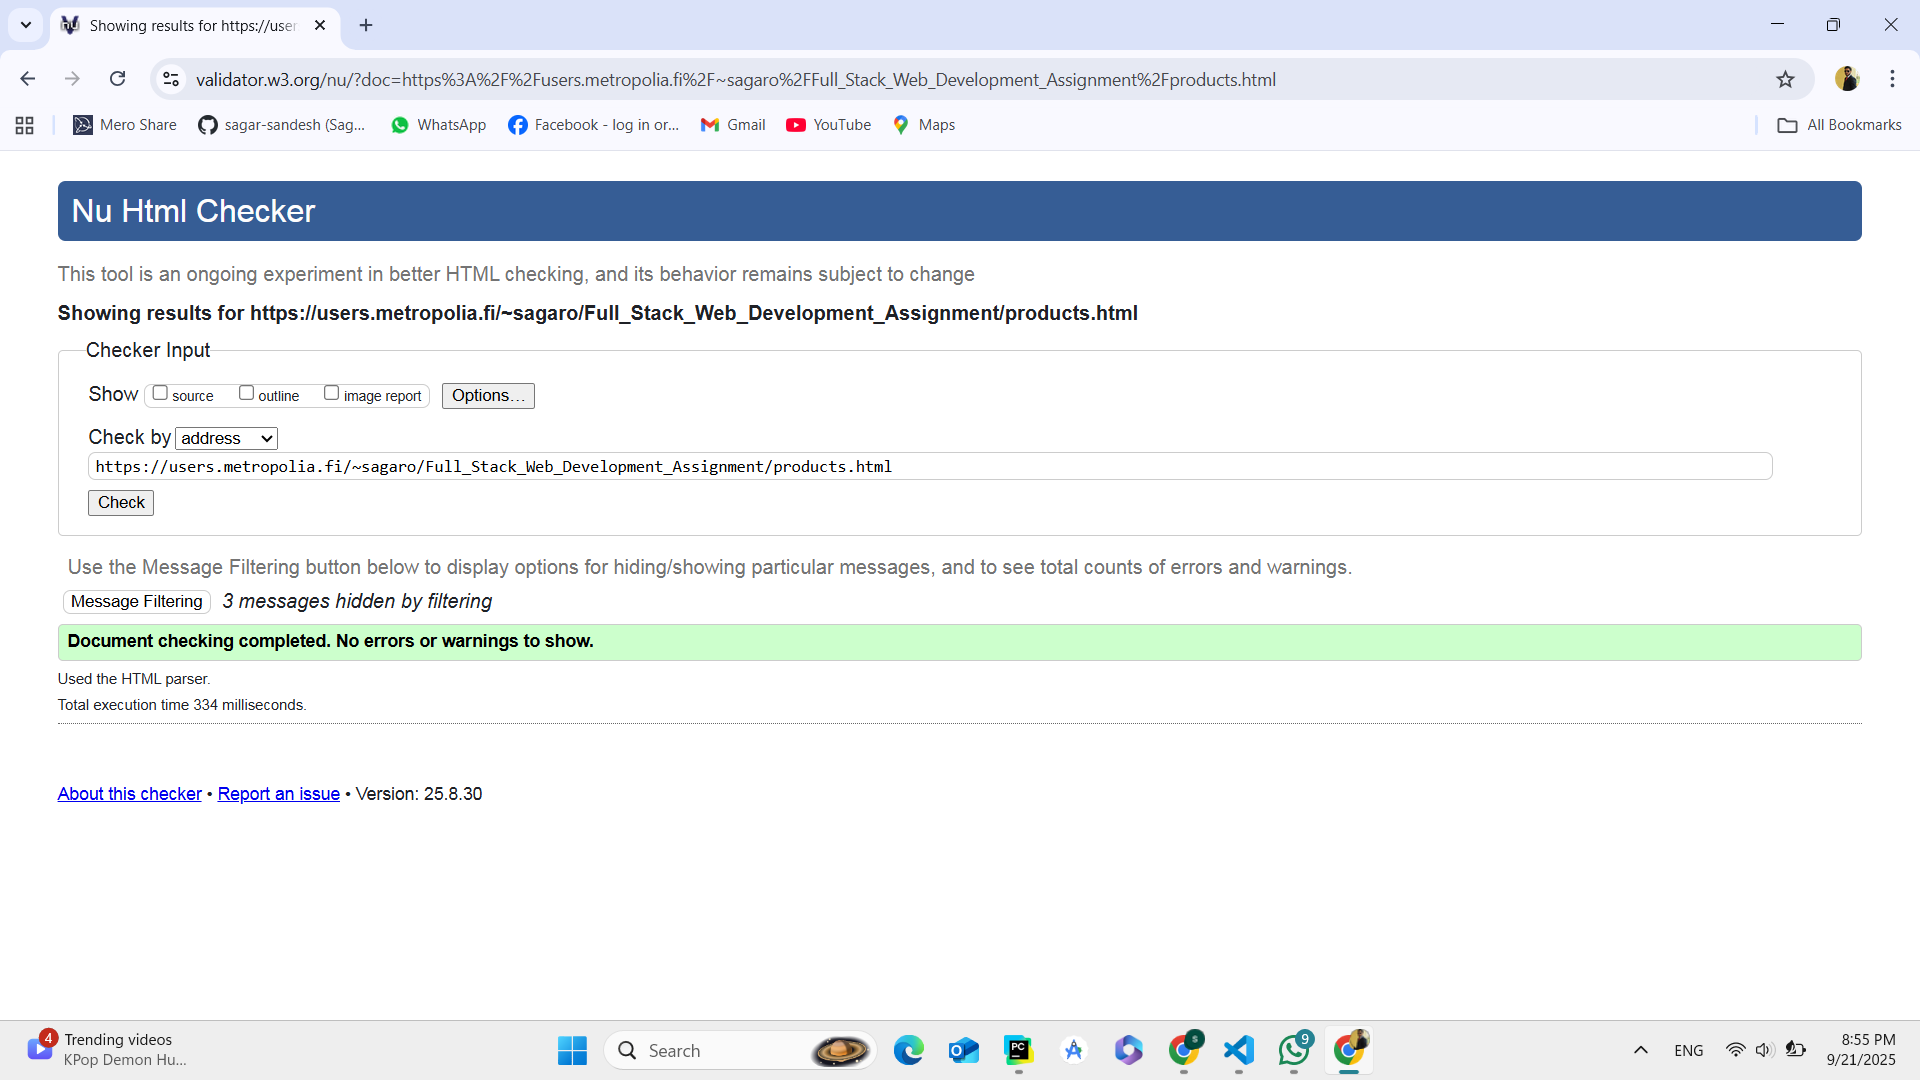 Showing results for https://user
validator.w3.org/nu/?doc=https%3A%2F%2Fusers.metropolia.fi%2F~sagaro%2FFull_Stack_Web_Development_Assignment%2Fproducts.html
Mero Share
sagar-sandesh (Sag...
WhatsApp
Facebook - log in or...
Gmail
YouTube
Maps
All Bookmarks
Nu Html Checker
This tool is an ongoing experiment in better HTML checking, and its behavior remains subject to change
Showing results for https://users.metropolia.fi/~sagaro/Full_Stack_Web_Development_Assignment/products.html
Checker Input
Show source outline image report Options...
Check by address
https://users.metropolia.fi/~sagaro/Full_Stack_Web_Development_Assignment/products.html
Check
Use the Message Filtering button below to display options for hiding/showing particular messages, and to see total counts of errors and warnings.
Message Filtering 3 messages hidden by filtering
Document checking completed. No errors or warnings to show.
Used the HTML parser.
Total execution time 334 milliseconds.
About this checker • Report an issue • Version: 25.8.30
4
Trending videos
KPop Demon Hu...
Search
PC
S
9
ENG
8:55 PM
9/21/2025